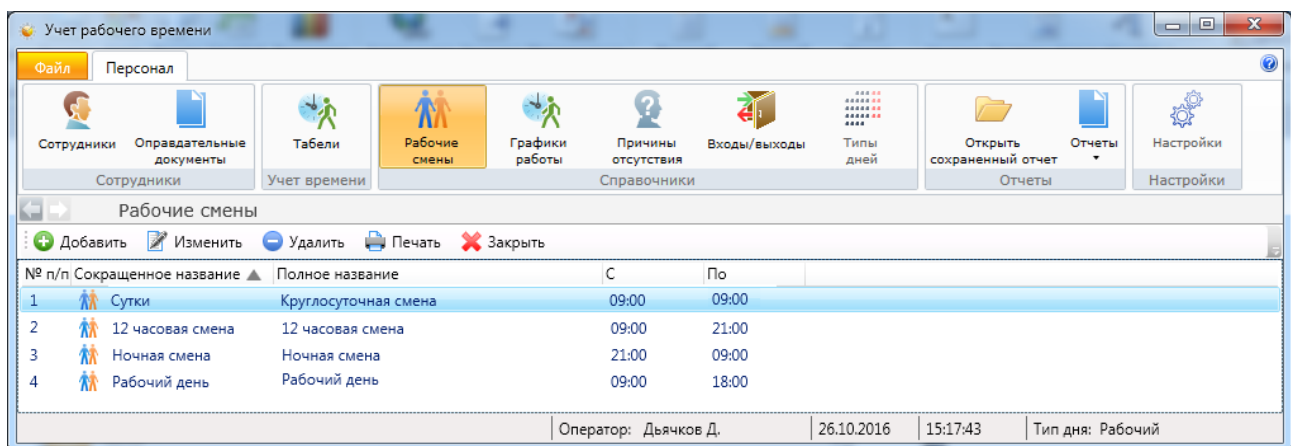 Учет рабочего времени
Файл Персонал
Сотрудники Оправдательные документы Табели Рабочие смены Графики работы Причины отсутствия Входы/выходы Типы дней Открыть сохраненный отчет Отчеты Настройки
Сотрудники Учет времени Справочники Отчеты Настройки
Рабочие смены
Добавить Изменить Удалить Печать Закрыть
№ п/п Сокращенное название Полное название С По
1 Сутки Круглосуточная смена 09:00 09:00
2 12 часовая смена 12 часовая смена 09:00 21:00
3 Ночная смена Ночная смена 21:00 09:00
4 Рабочий день Рабочий день 09:00 18:00
Оператор: Дьячков Д. 26.10.2016 15:17:43 Тип дня: Рабочий